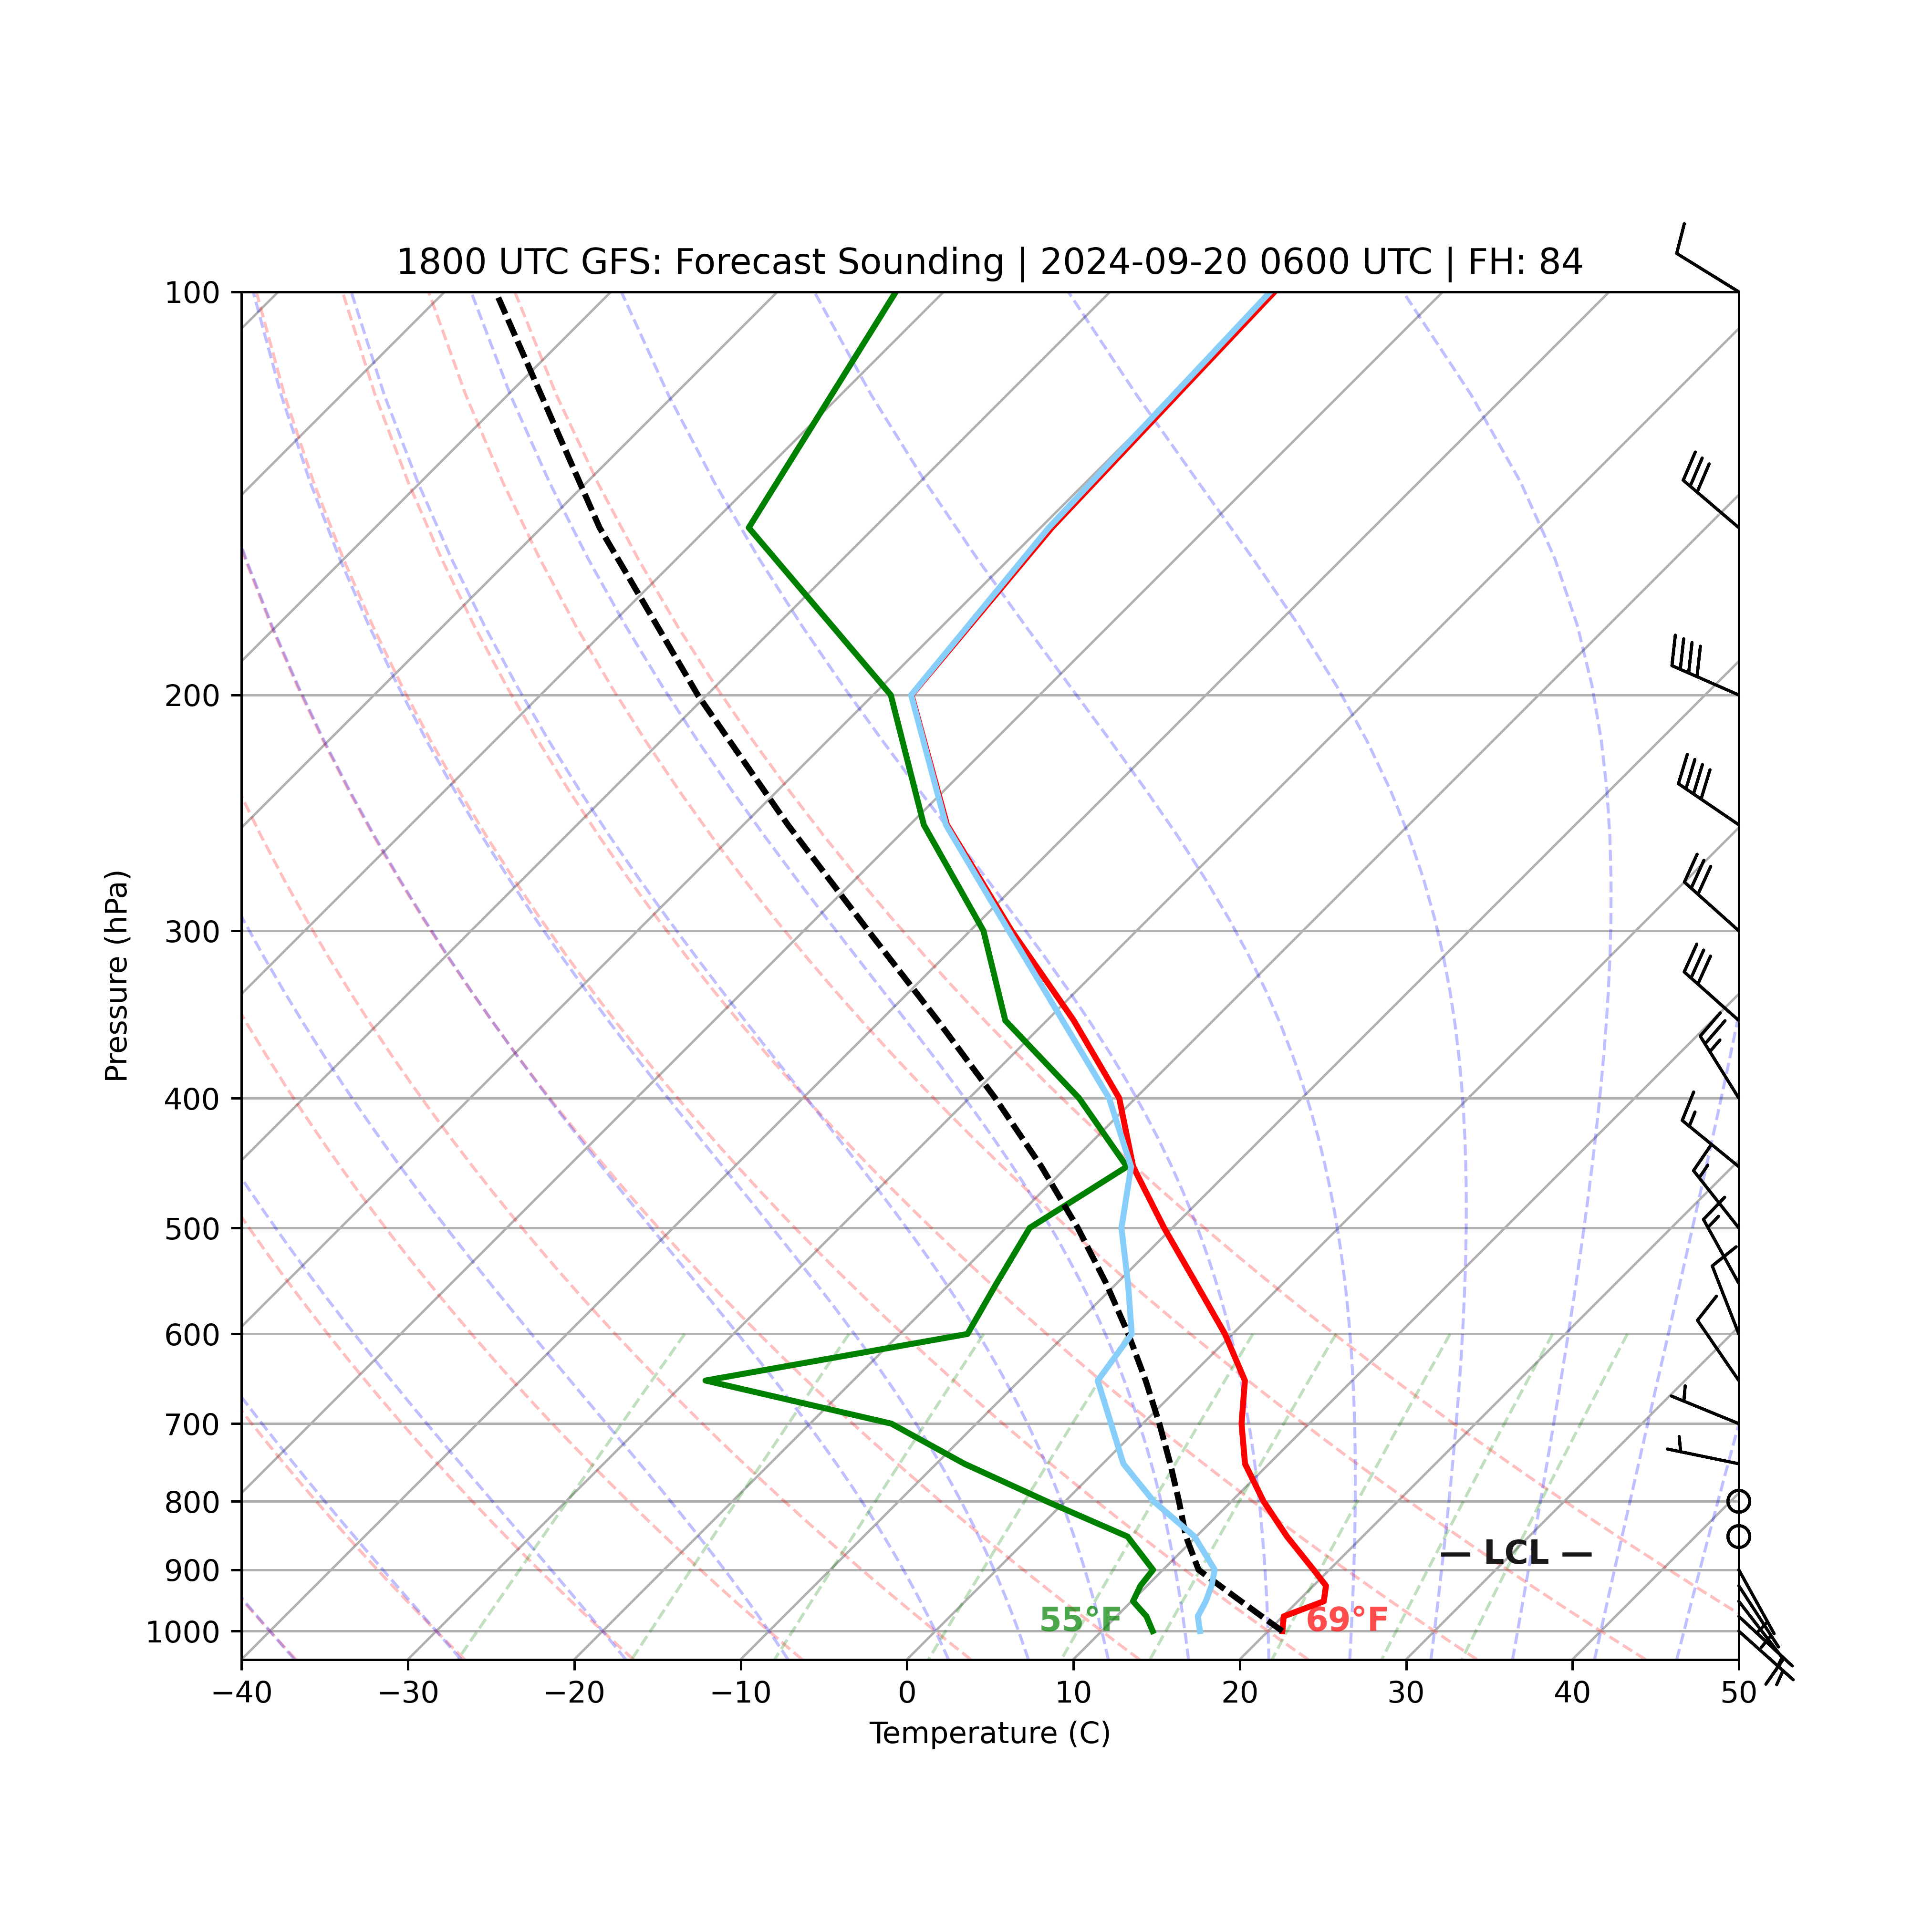 1800 UTC GFS: Forecast Sounding | 2024-09-20 0600 UTC | FH: 84
100
200
300
400
500
600
700
800
900
1000
Pressure (hPa)
— LCL —
55°F
69°F
−40 −30 −20 −10 0 10 20 30 40 50
Temperature (C)